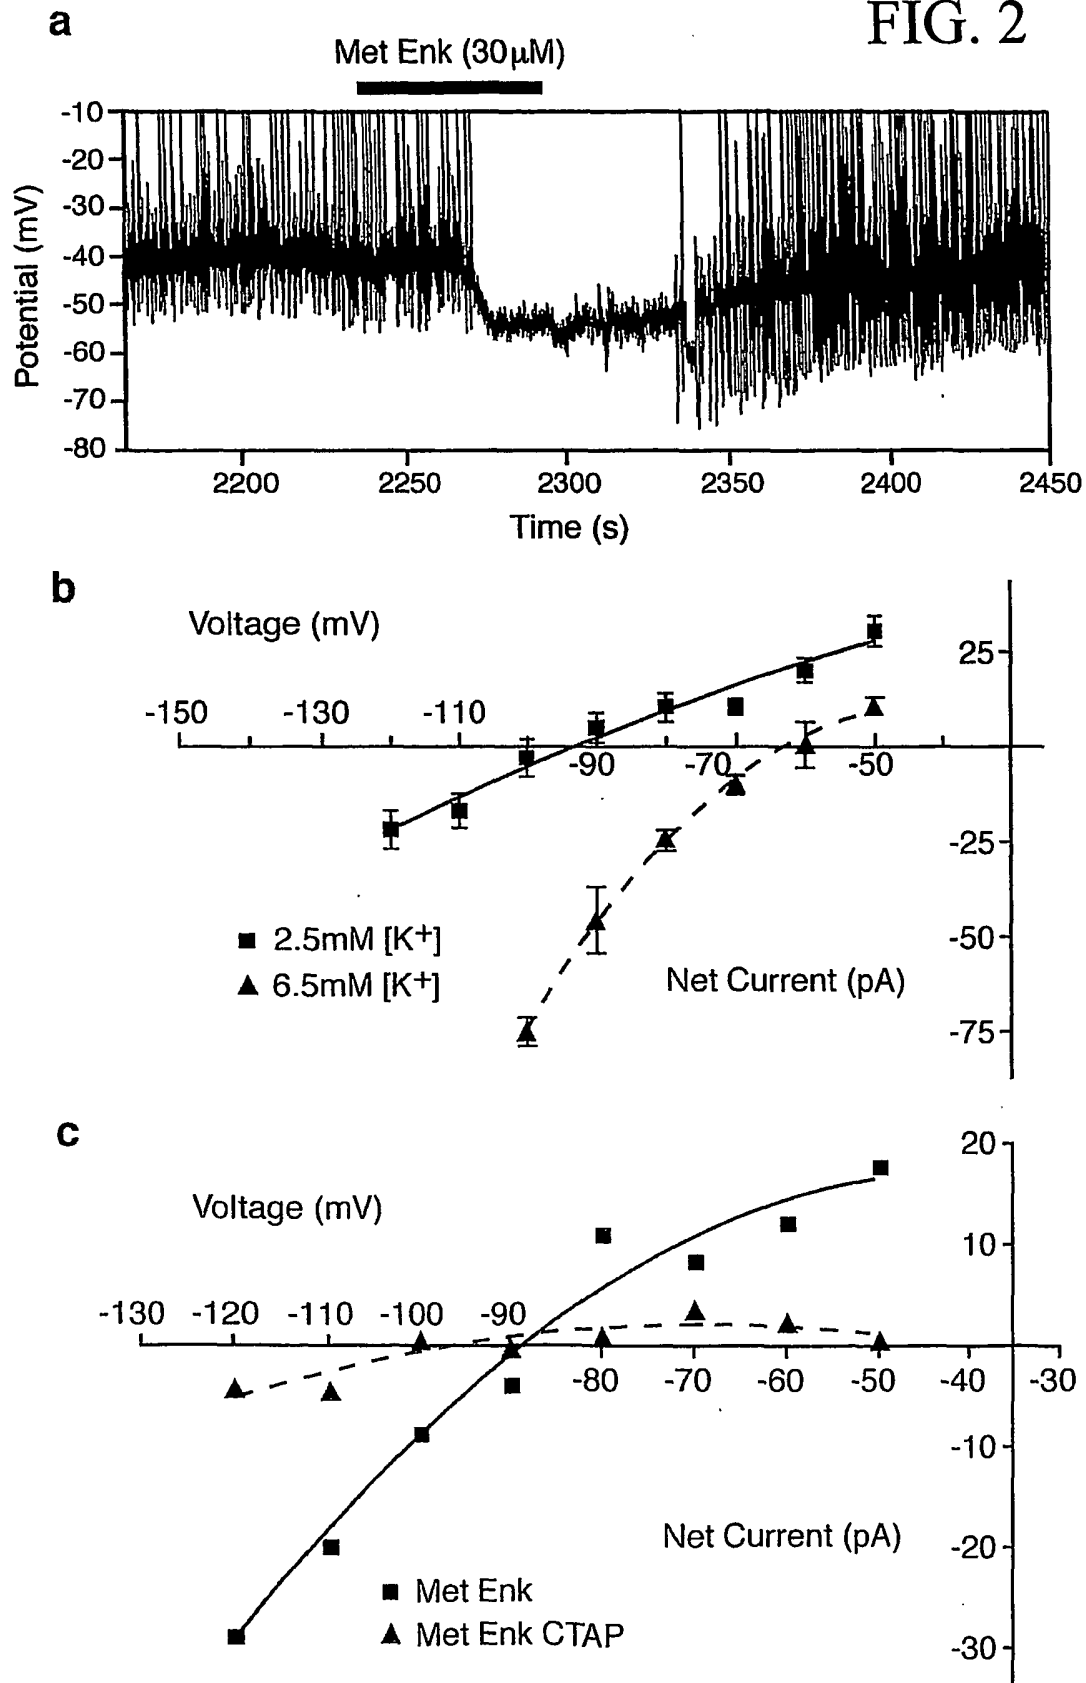 a
FIG. 2
Met Enk (30μM)
Potential (mV)
-10
-20
-30
-40
-50
-60
-70
-80
2200 2250 2300 2350 2400 2450
Time (s)
b
Voltage (mV)
-150 -130 -110
-90 -70 -50
25
-25
-50
-75
2.5mM [K+]
6.5mM [K+]
Net Current (pA)
c
Voltage (mV)
-130 -120 -110 -100 -90
-80 -70 -60 -50 -40 -30
20
10
-10
-20
-30
Net Current (pA)
Met Enk
Met Enk CTAP